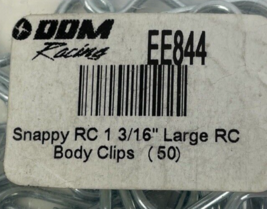 DDM
Racing
EE844
Snappy RC 1 3/16" Large RC
Body Clips (50)